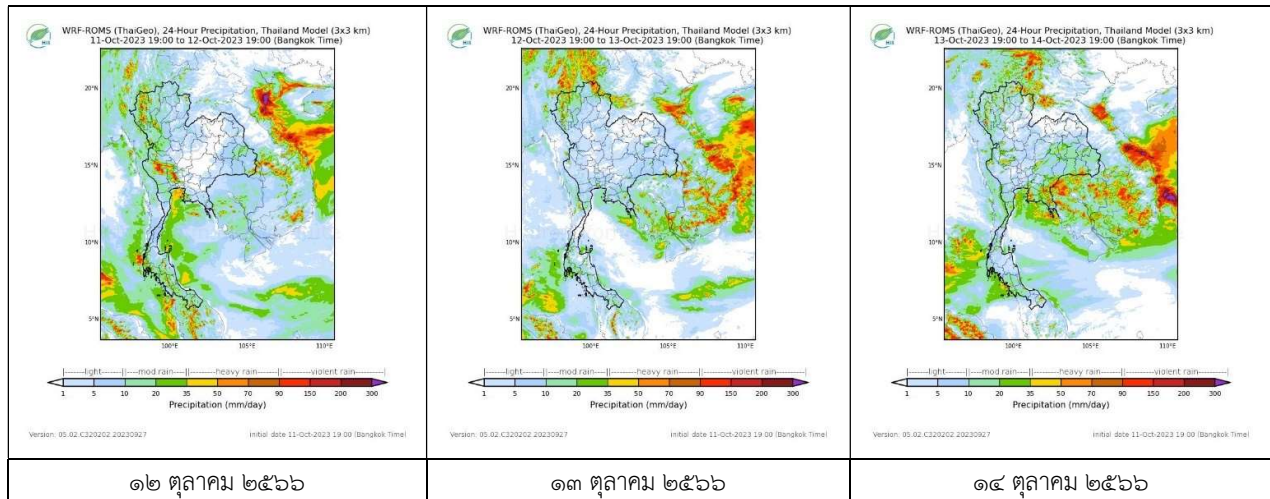 WRF-ROMS (ThaiGeo), 24-Hour Precipitation, Thailand Model (3x3 km)
11-Oct-2023 19:00 to 12-Oct-2023 19:00 (Bangkok Time)
20°N
15°N
10°N
5°N
100°E
105°E
110°E
|--------light--------||----mod rain----||--------heavy rain--------||--------violent rain--------|
1 5 10 20 35 50 70 90 150 200 300
Precipitation (mm/day)
Version: 05.02.C320202.20230927
initial date 11-Oct-2023 19:00 (Bangkok Time)
๑๒ ตุลาคม ๒๕๖๖
WRF-ROMS (ThaiGeo), 24-Hour Precipitation, Thailand Model (3x3 km)
12-Oct-2023 19:00 to 13-Oct-2023 19:00 (Bangkok Time)
20°N
15°N
10°N
5°N
100°E
105°E
110°E
|--------light--------||----mod rain----||--------heavy rain--------||--------violent rain--------|
1 5 10 20 35 50 70 90 150 200 300
Precipitation (mm/day)
Version: 05.02.C320202.20230927
initial date 11-Oct-2023 19:00 (Bangkok Time)
๑๓ ตุลาคม ๒๕๖๖
WRF-ROMS (ThaiGeo), 24-Hour Precipitation, Thailand Model (3x3 km)
13-Oct-2023 19:00 to 14-Oct-2023 19:00 (Bangkok Time)
20°N
15°N
10°N
5°N
100°E
105°E
110°E
|--------light--------||----mod rain----||--------heavy rain--------||--------violent rain--------|
1 5 10 20 35 50 70 90 150 200 300
Precipitation (mm/day)
Version: 05.02.C320202.20230927
initial date 11-Oct-2023 19:00 (Bangkok Time)
๑๔ ตุลาคม ๒๕๖๖